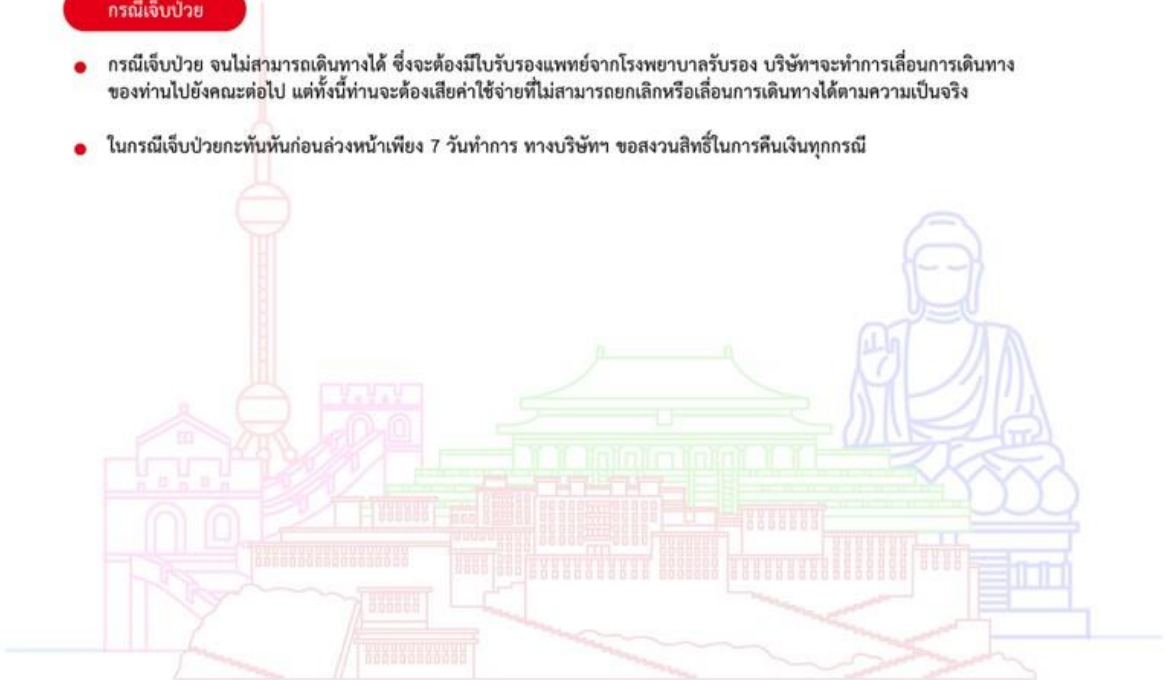 กรณีเจ็บป่วย
กรณีเจ็บป่วย จนไม่สามารถเดินทางได้ ซึ่งจะต้องมีใบรับรองแพทย์จากโรงพยาบาลรับรอง บริษัทฯจะทำการเลื่อนการเดินทาง
ของท่านไปยังคณะต่อไป แต่ทั้งนี้ท่านจะต้องเสียค่าใช้จ่ายที่ไม่สามารถยกเลิกหรือเลื่อนการเดินทางได้ตามความเป็นจริง
ในกรณีเจ็บป่วยกะทันหันก่อนล่วงหน้าเพียง 7 วันทำการ ทางบริษัทฯ ขอสงวนสิทธิ์ในการคืนเงินทุกกรณี